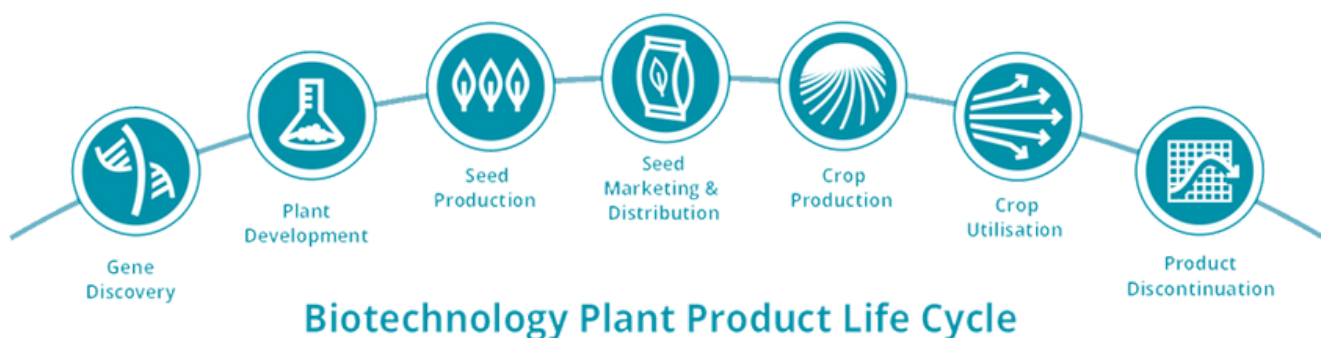 Gene
Discovery
Plant
Development
Seed
Production
Seed
Marketing &
Distribution
Crop
Production
Crop
Utilisation
Product
Discontinuation
Biotechnology Plant Product Life Cycle